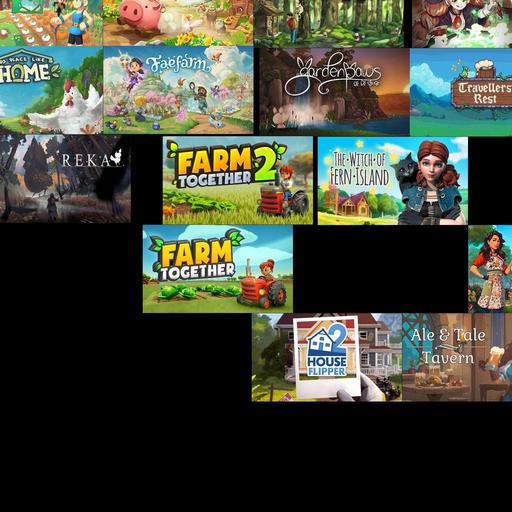 NO PLACE LIKE
HOME
Faefarm
Garden Paws
Travellers
Rest
REKA
FARM
TOGETHER 2
THE WITCH OF
FERN ISLAND
FARM
TOGETHER
2
HOUSE
FLIPPER
Ale & Tale
Tavern